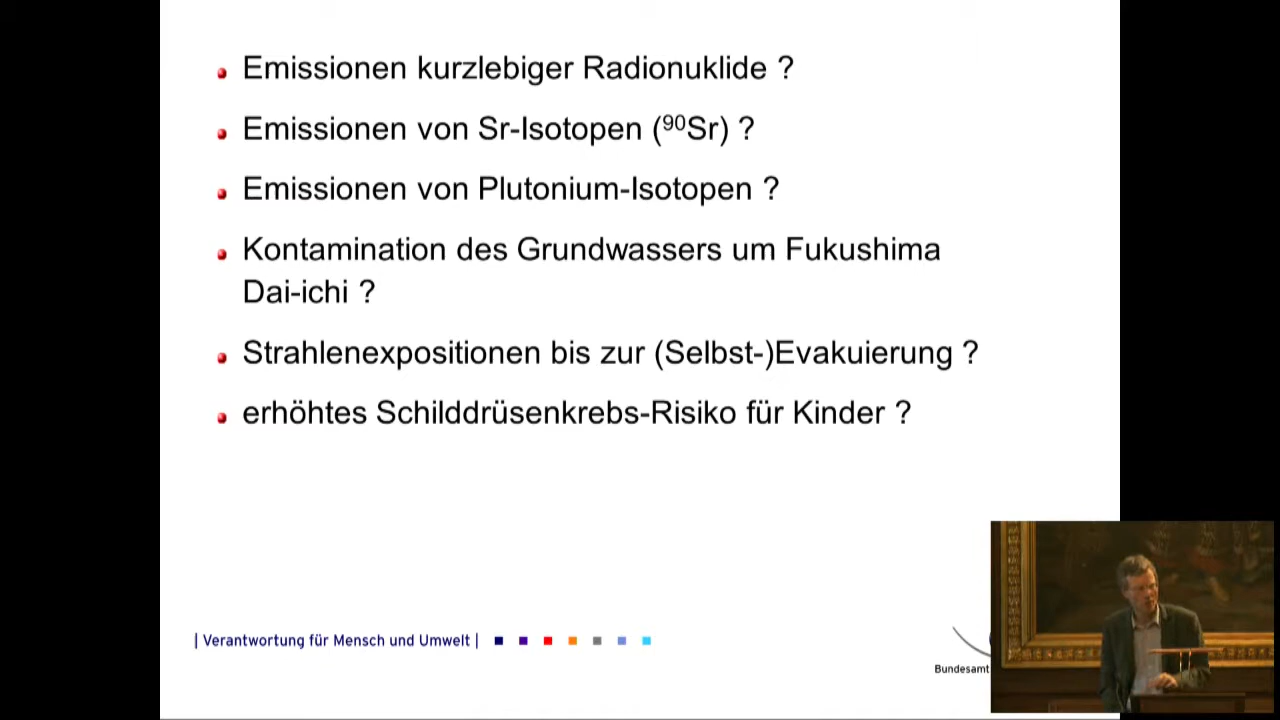 Emissionen kurzlebiger Radionuklide ?
Emissionen von Sr-Isotopen (⁹⁰Sr) ?
Emissionen von Plutonium-Isotopen ?
Kontamination des Grundwassers um Fukushima
Dai-ichi ?
Strahlenexpositionen bis zur (Selbst-)Evakuierung ?
erhöhtes Schilddrüsenkrebs-Risiko für Kinder ?
| Verantwortung für Mensch und Umwelt |
Bundesamt